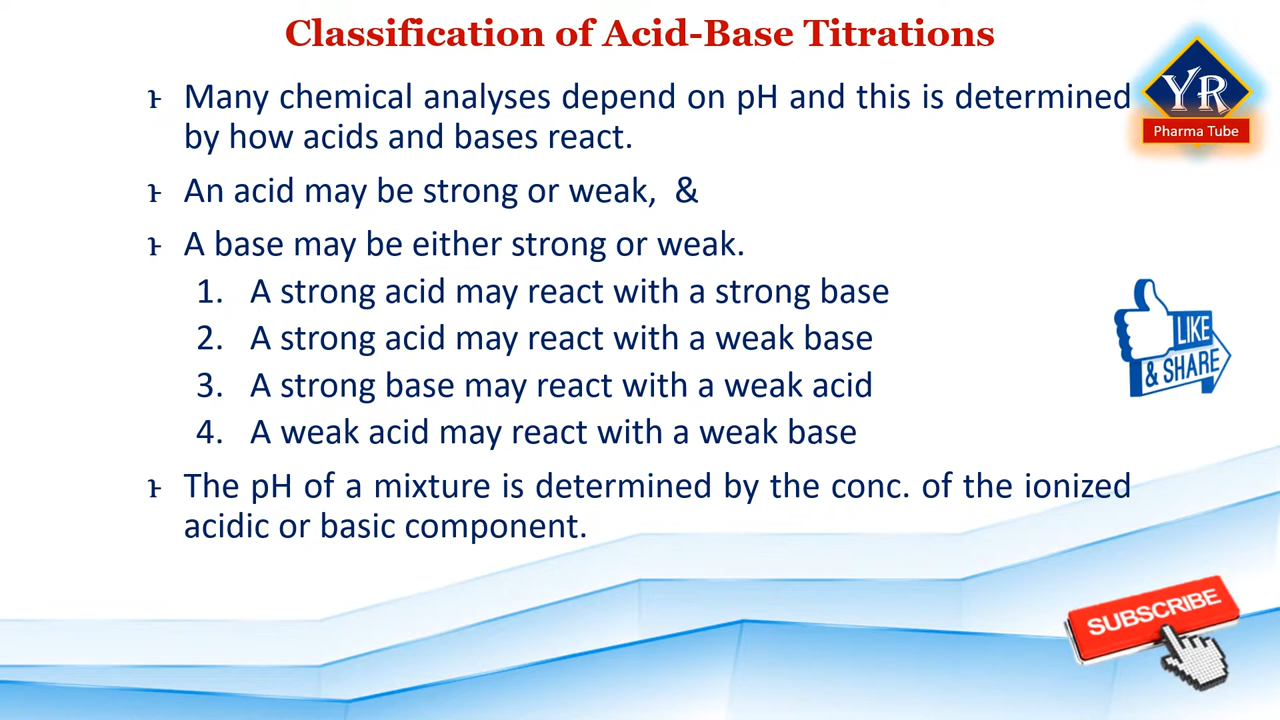 Classification of Acid-Base Titrations
YR
Pharma Tube
Many chemical analyses depend on pH and this is determined
by how acids and bases react.
An acid may be strong or weak, &
A base may be either strong or weak.
1. A strong acid may react with a strong base
2. A strong acid may react with a weak base
3. A strong base may react with a weak acid
4. A weak acid may react with a weak base
LIKE
& SHARE
The pH of a mixture is determined by the conc. of the ionized
acidic or basic component.
SUBSCRIBE